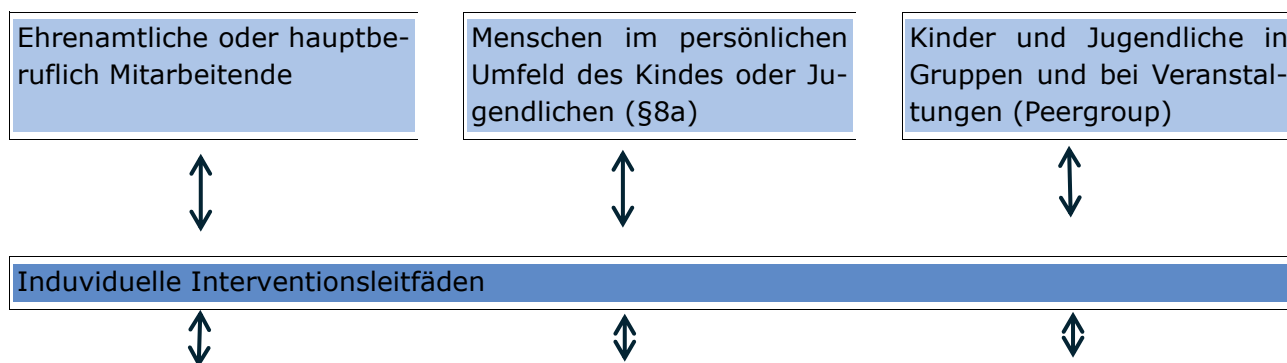 Ehrenamtliche oder hauptbe-
ruflich Mitarbeitende
Menschen im persönlichen
Umfeld des Kindes oder Ju-
gendlichen (§8a)
Kinder und Jugendliche in
Gruppen und bei Veranstal-
tungen (Peergroup)
Induviduelle Interventionsleitfäden